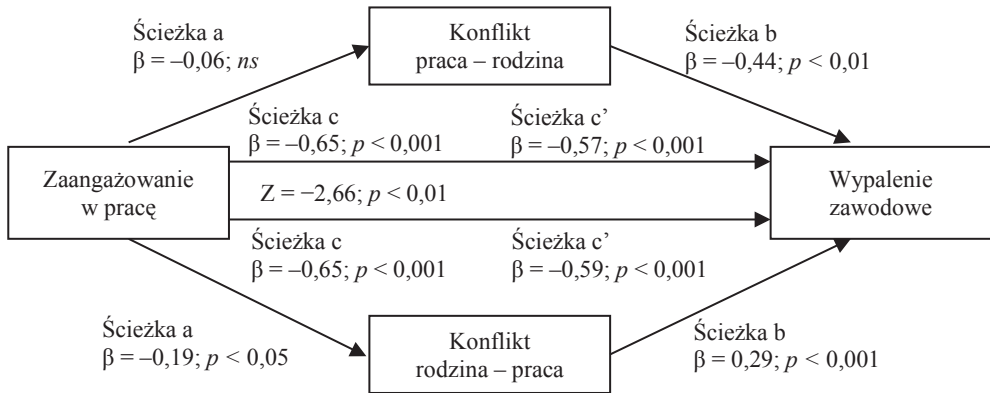 Ścieżka a
β = –0,06; ns
Konflikt
praca – rodzina
Ścieżka b
β = –0,44; p < 0,01
Ścieżka c
β = –0,65; p < 0,001
Ścieżka c’
β = –0,57; p < 0,001
Zaangażowanie
w pracę
Z = −2,66; p < 0,01
Wypalenie
zawodowe
Ścieżka c
β = –0,65; p < 0,001
Ścieżka c’
β = –0,59; p < 0,001
Ścieżka a
β = –0,19; p < 0,05
Konflikt
rodzina – praca
Ścieżka b
β = 0,29; p < 0,001